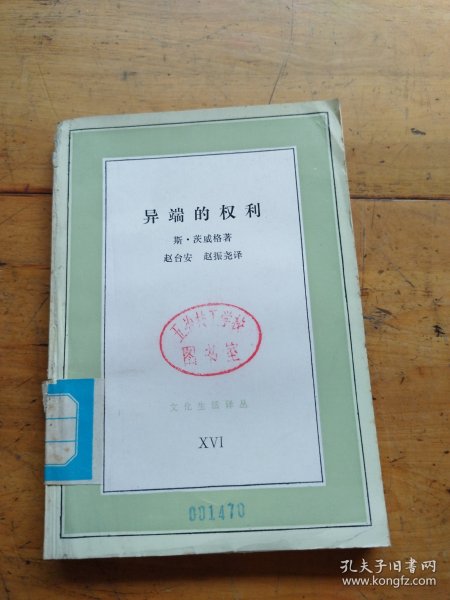 异端的权利
斯·茨威格著
赵台安 赵振尧译
图书室
文化生活译丛
XVI
001470
孔夫子旧书网
www.kongfz.com